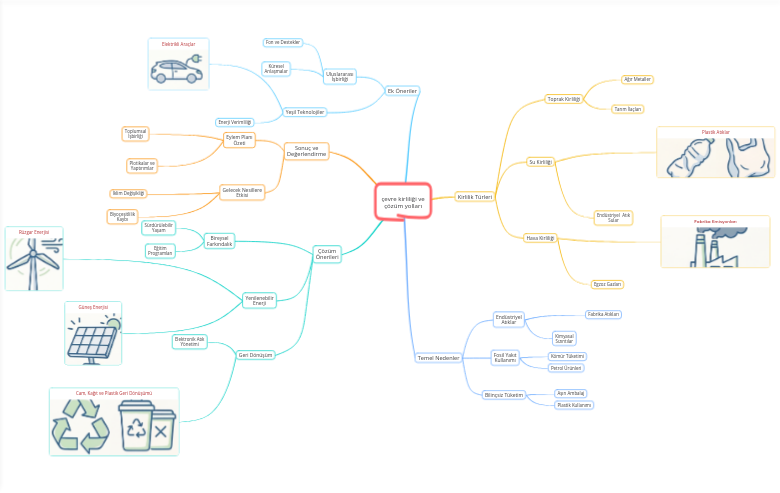 çevre kirliliği ve
çözüm yolları
Ek Öneriler
Uluslararası
İşbirliği
Fon ve Destekler
Küresel
Anlaşmalar
Yeşil Teknolojiler
Elektrikli Araçlar
Enerji Verimliliği
Sonuç ve
Değerlendirme
Eylem Planı
Özeti
Toplumsal
İşbirliği
Politikalar ve
Yaptırımlar
Gelecek Nesillere
Etkisi
İklim Değişikliği
Biyoçeşitlilik
Kaybı
Çözüm
Önerileri
Bireysel
Farkındalık
Sürdürülebilir
Yaşam
Eğitim
Programları
Yenilenebilir
Enerji
Rüzgar Enerjisi
Güneş Enerjisi
Geri Dönüşüm
Elektronik Atık
Yönetimi
Cam, Kağıt ve Plastik Geri Dönüşümü
Kirlilik Türleri
Toprak Kirliliği
Ağır Metaller
Tarım İlaçları
Su Kirliliği
Plastik Atıklar
Endüstriyel Atık
Sular
Hava Kirliliği
Fabrika Emisyonları
Egzoz Gazları
Temel Nedenler
Endüstriyel
Atıklar
Fabrika Atıkları
Kimyasal
Sızıntılar
Fosil Yakıt
Kullanımı
Kömür Tüketimi
Petrol Ürünleri
Bilinçsiz Tüketim
Aşırı Ambalaj
Plastik Kullanımı